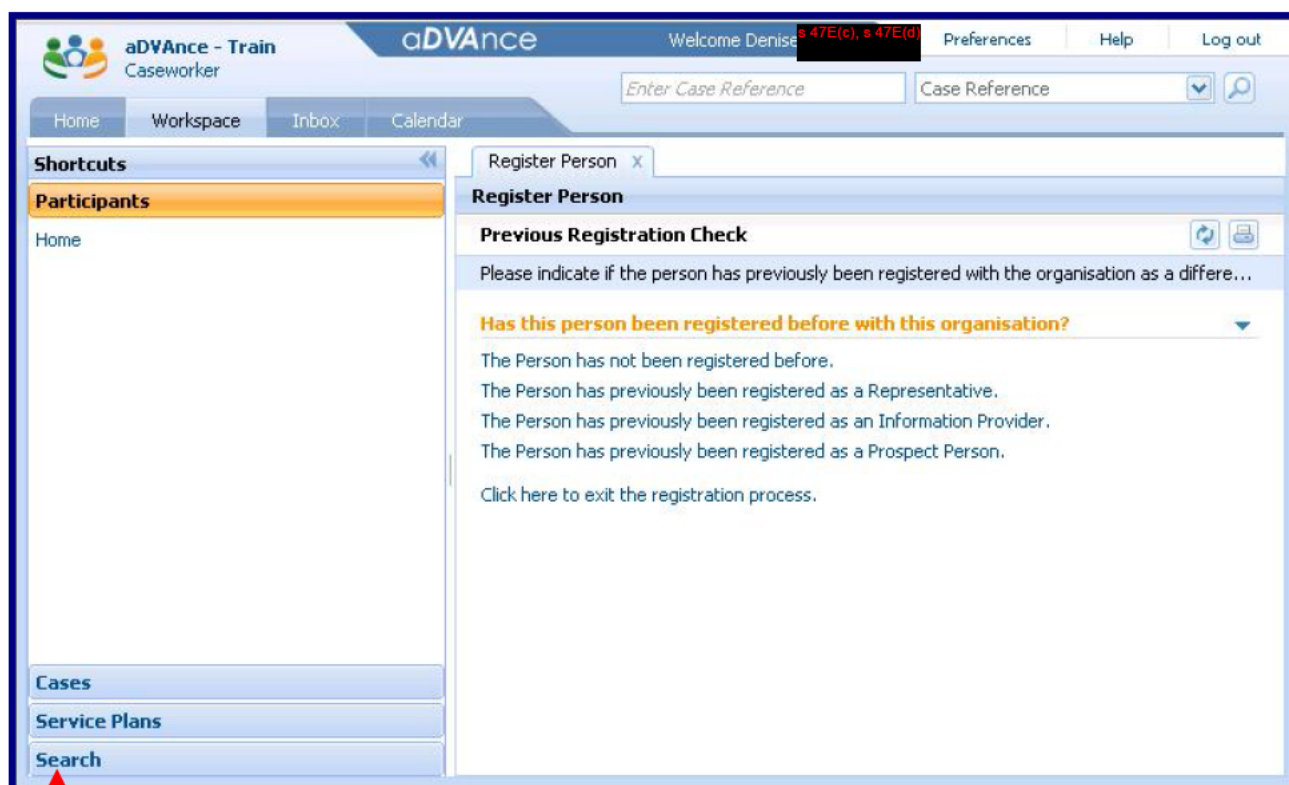 aDVAnce - Train
Caseworker
aDVAnce
Welcome Denise
s 47E(c), s 47E(d)
Preferences
Help
Log out
Enter Case Reference
Case Reference
Home
Workspace
Inbox
Calendar
Shortcuts
Participants
Home
Cases
Service Plans
Search
Register Person X
Register Person
Previous Registration Check
Please indicate if the person has previously been registered with the organisation as a differe...
Has this person been registered before with this organisation?
The Person has not been registered before.
The Person has previously been registered as a Representative.
The Person has previously been registered as an Information Provider.
The Person has previously been registered as a Prospect Person.
Click here to exit the registration process.